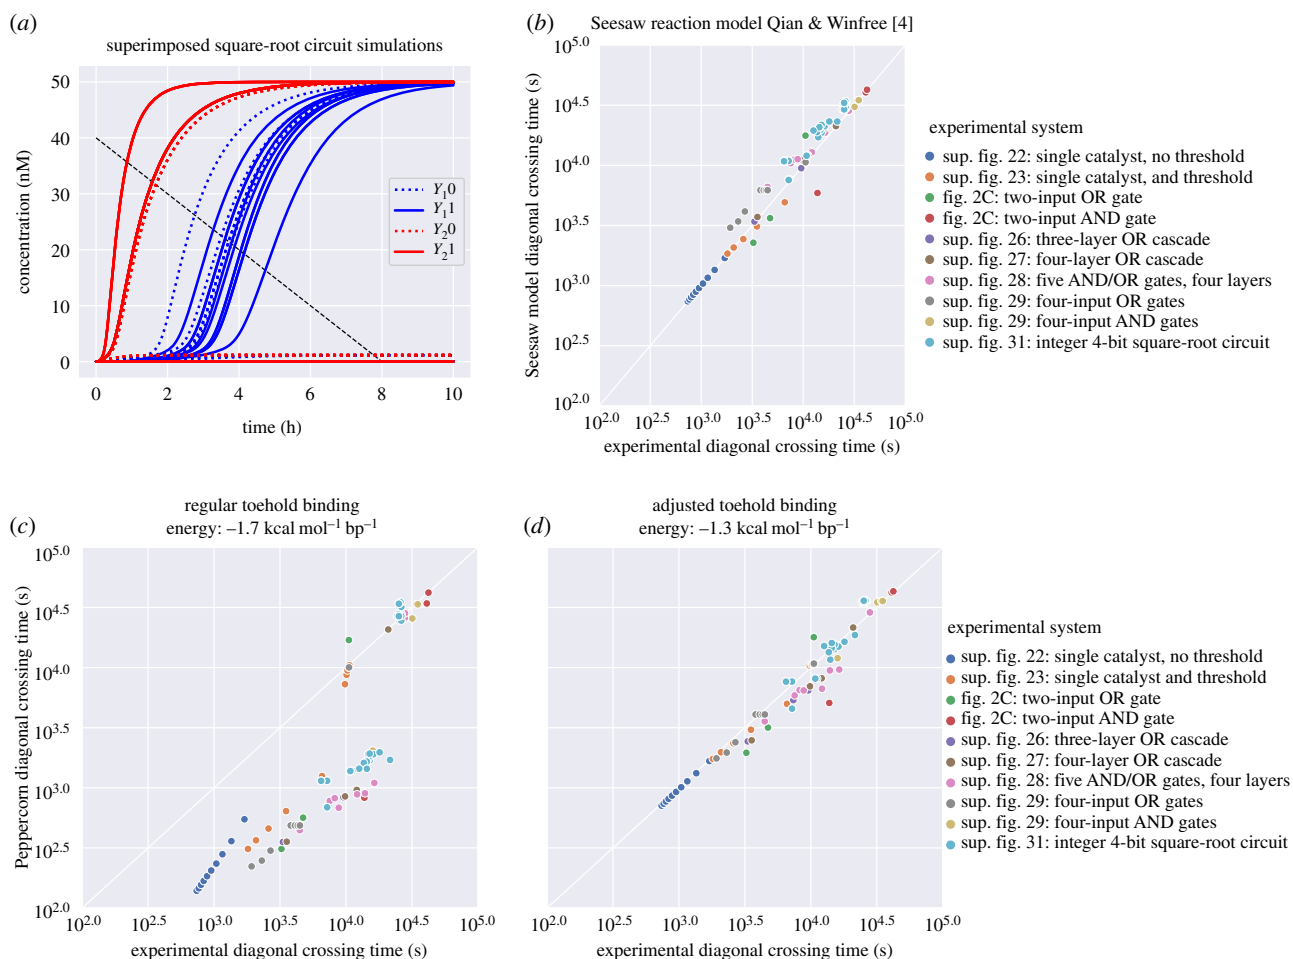 (a)
superimposed square-root circuit simulations
concentration (nM)
50
40
30
20
10
0
0 2 4 6 8 10
time (h)
Y₁0
Y₁1
Y₂0
Y₂1
(b)
Seesaw reaction model Qian & Winfree [4]
Seesaw model diagonal crossing time (s)
10^5.0
10^4.5
10^4.0
10^3.5
10^3.0
10^2.5
10^2.0
10^2.0 10^2.5 10^3.0 10^3.5 10^4.0 10^4.5 10^5.0
experimental diagonal crossing time (s)
experimental system
sup. fig. 22: single catalyst, no threshold
sup. fig. 23: single catalyst, and threshold
fig. 2C: two-input OR gate
fig. 2C: two-input AND gate
sup. fig. 26: three-layer OR cascade
sup. fig. 27: four-layer OR cascade
sup. fig. 28: five AND/OR gates, four layers
sup. fig. 29: four-input OR gates
sup. fig. 29: four-input AND gates
sup. fig. 31: integer 4-bit square-root circuit
(c)
regular toehold binding
energy: –1.7 kcal mol⁻¹ bp⁻¹
Peppercorn diagonal crossing time (s)
10^5.0
10^4.5
10^4.0
10^3.5
10^3.0
10^2.5
10^2.0
10^2.0 10^2.5 10^3.0 10^3.5 10^4.0 10^4.5 10^5.0
experimental diagonal crossing time (s)
(d)
adjusted toehold binding
energy: –1.3 kcal mol⁻¹ bp⁻¹
10^2.0 10^2.5 10^3.0 10^3.5 10^4.0 10^4.5 10^5.0
experimental diagonal crossing time (s)
experimental system
sup. fig. 22: single catalyst, no threshold
sup. fig. 23: single catalyst and threshold
fig. 2C: two-input OR gate
fig. 2C: two-input AND gate
sup. fig. 26: three-layer OR cascade
sup. fig. 27: four-layer OR cascade
sup. fig. 28: five AND/OR gates, four layers
sup. fig. 29: four-input OR gates
sup. fig. 29: four-input AND gates
sup. fig. 31: integer 4-bit square-root circuit